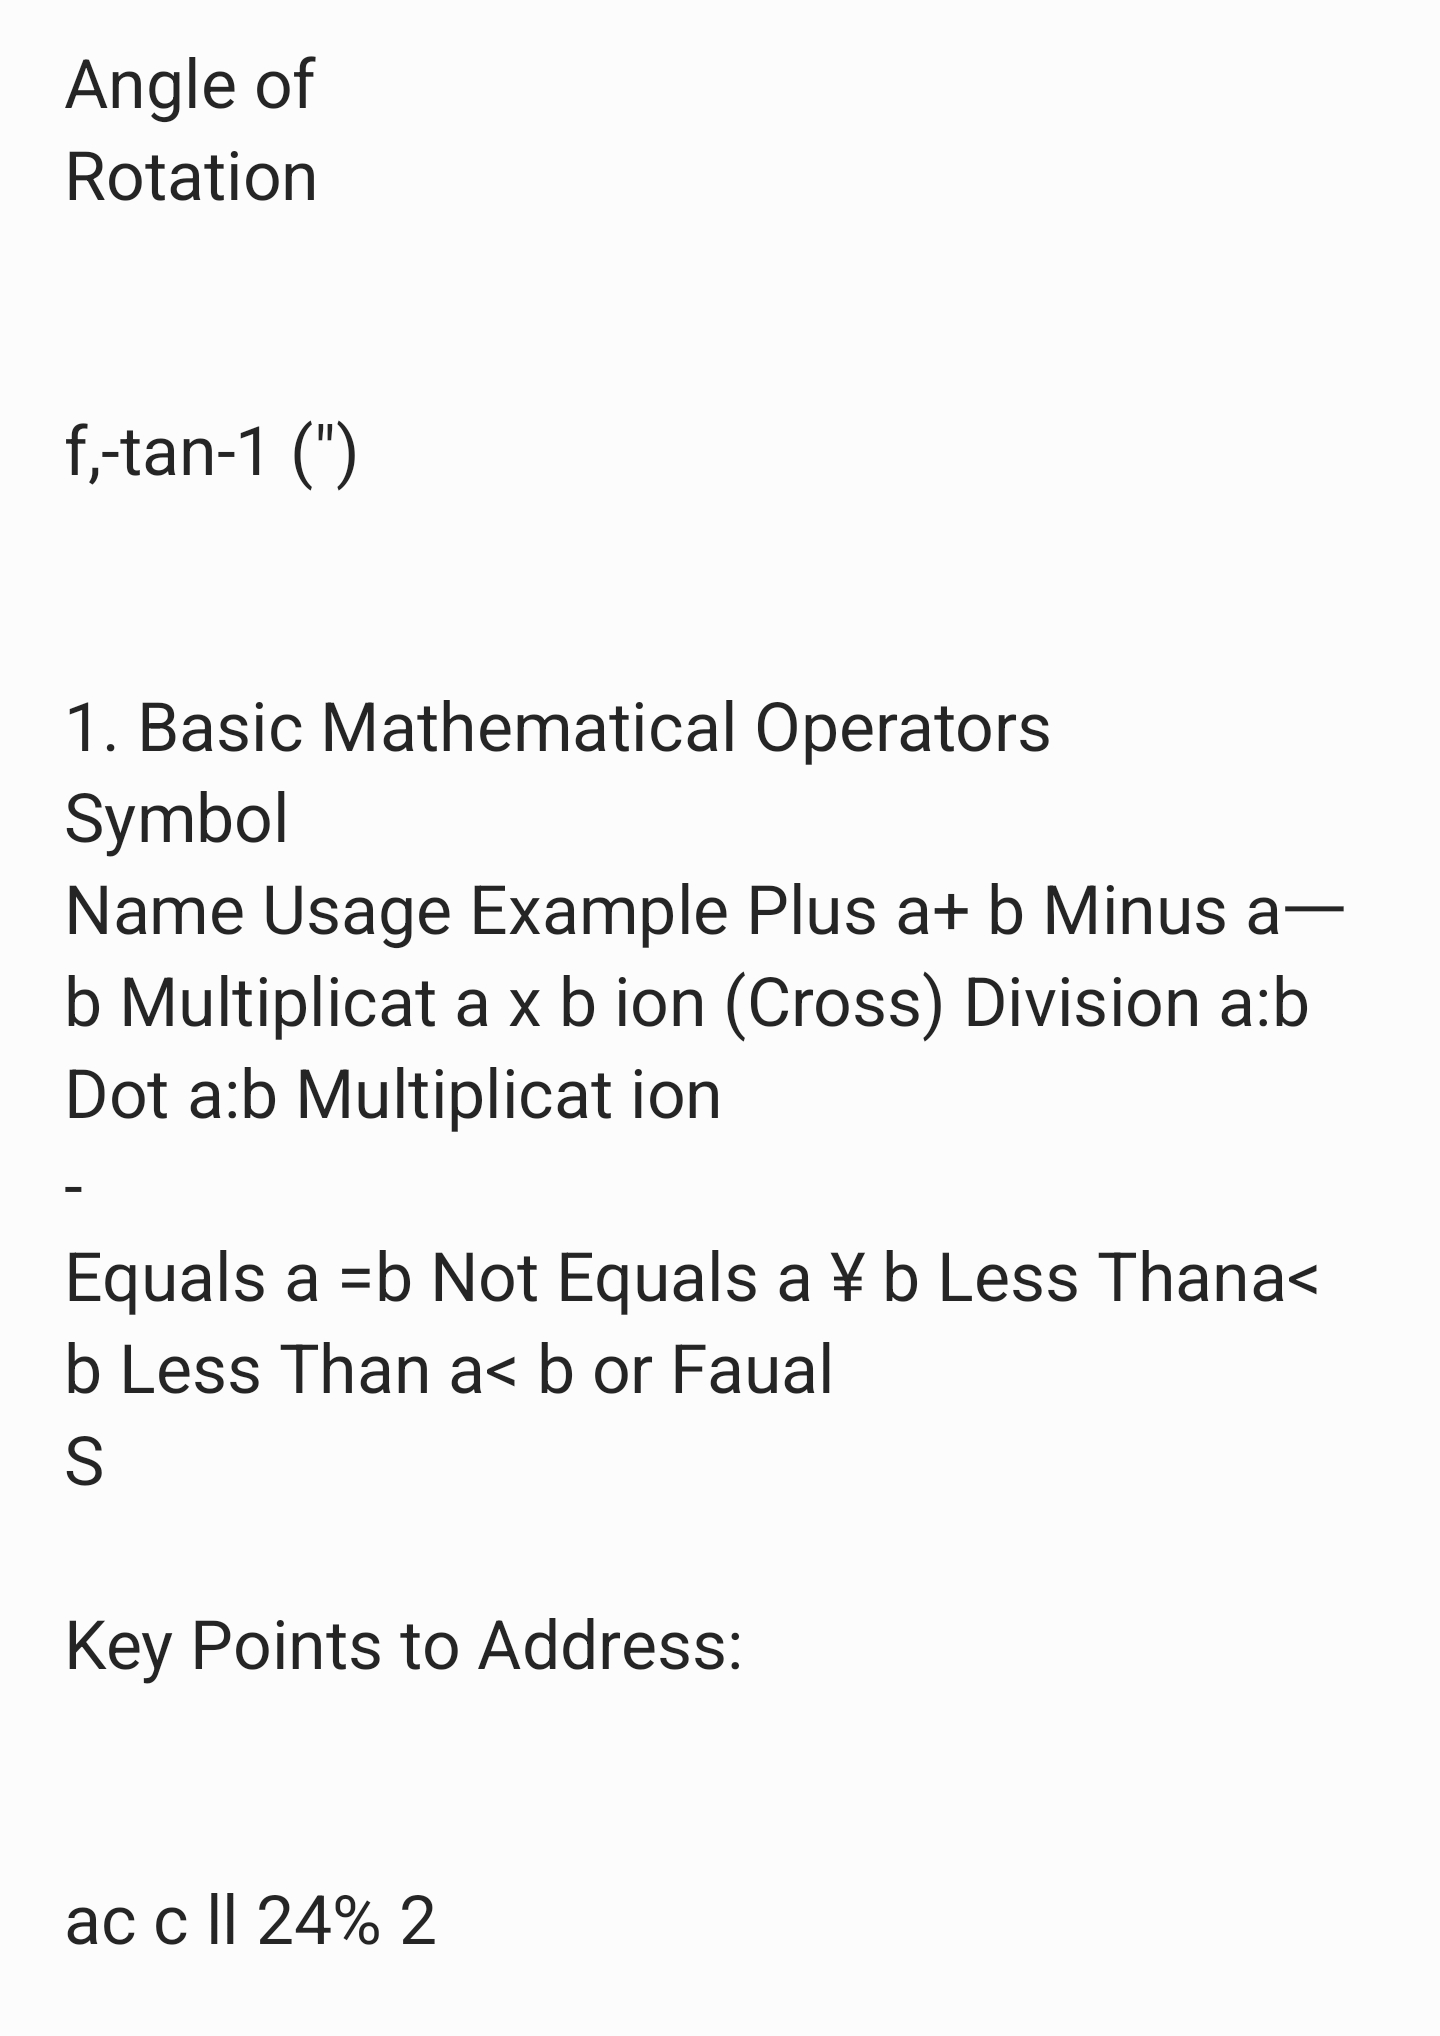 Angle of
Rotation
f,-tan-1 (")
1. Basic Mathematical Operators
Symbol
Name Usage Example Plus a+ b Minus a—
b Multiplicat a x b ion (Cross) Division a:b
Dot a:b Multiplicat ion
-
Equals a =b Not Equals a ¥ b Less Thana<
b Less Than a< b or Faual
S
Key Points to Address:
ac c ll 24% 2